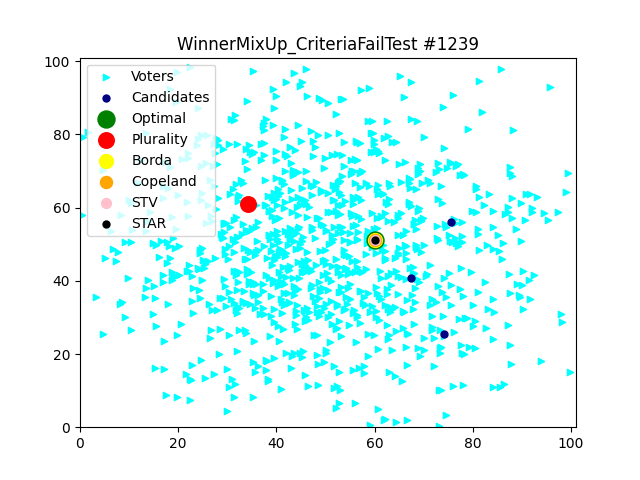 WinnerMixUp_CriteriaFailTest #1239
100
80
60
40
20
0
Voters
Candidates
Optimal
Plurality
Borda
Copeland
STV
STAR
0 20 40 60 80 100